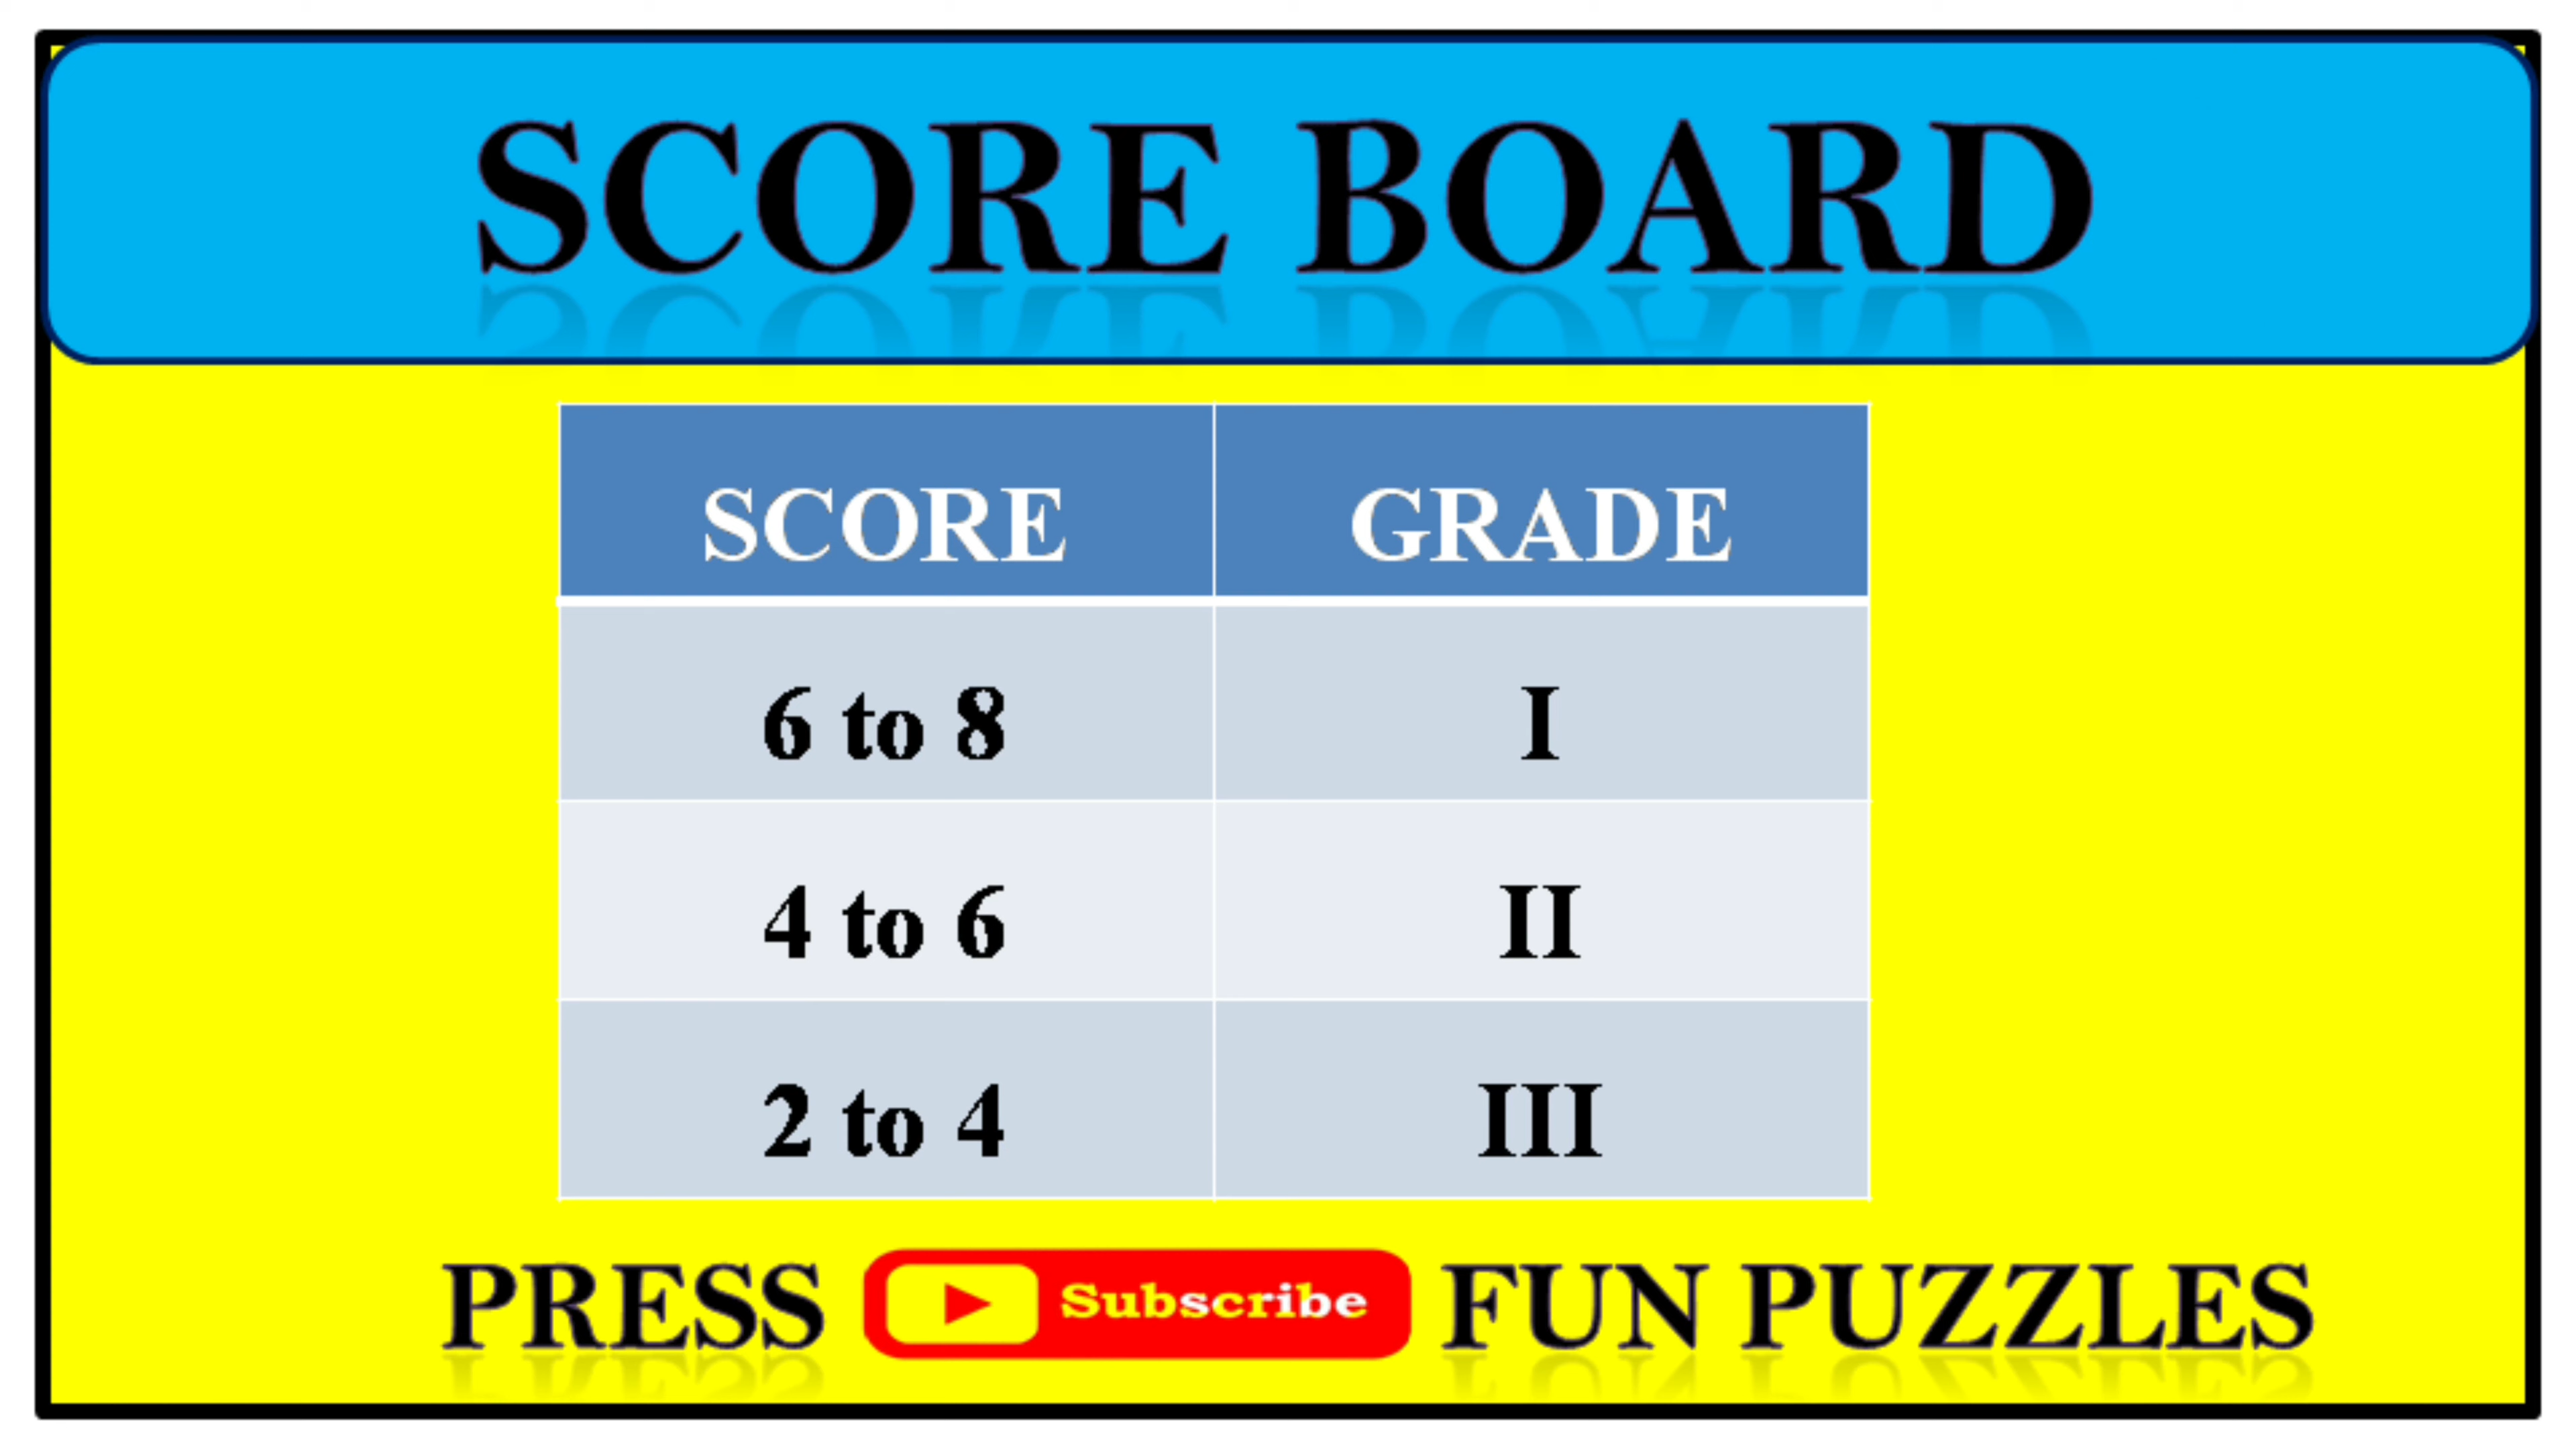 SCORE BOARD
SCORE GRADE
6 to 8 I
4 to 6 II
2 to 4 III
PRESS Subscribe FUN PUZZLES